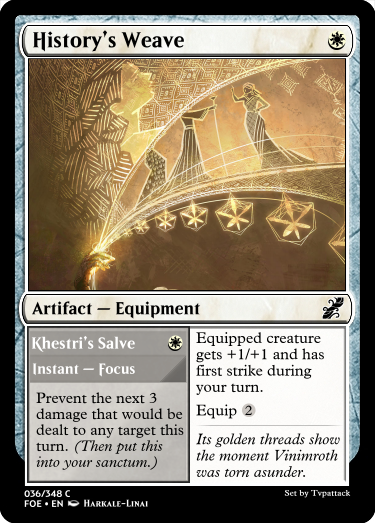 History's Weave
Artifact — Equipment
Khestri's Salve
Instant — Focus
Prevent the next 3
damage that would be
dealt to any target this
turn. (Then put this
into your sanctum.)
Equipped creature
gets +1/+1 and has
first strike during
your turn.
Equip 2
Its golden threads show
the moment Vinimroth
was torn asunder.
036/348 C
FOE • EN Harkale-Linai
Set by Tvpattack